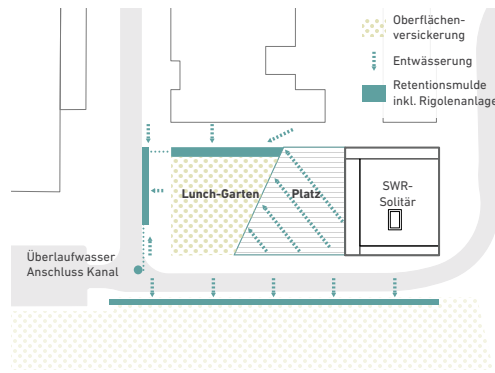 Oberflächen-
versickerung
Entwässerung
Retentionsmulde
inkl. Rigolenanlage
Lunch-Garten
Platz
SWR-
Solitär
Überlaufwasser
Anschluss Kanal